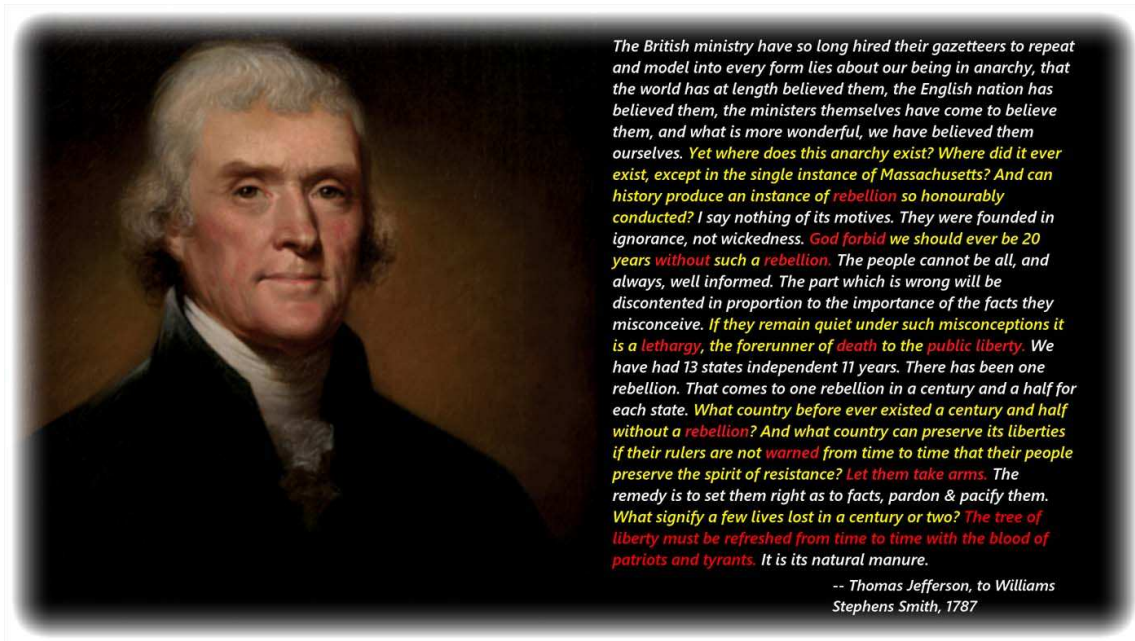 The British ministry have so long hired their gazetteers to repeat
and model into every form lies about our being in anarchy, that
the world has at length believed them, the English nation has
believed them, the ministers themselves have come to believe
them, and what is more wonderful, we have believed them
ourselves. Yet where does this anarchy exist? Where did it ever
exist, except in the single instance of Massachusetts? And can
history produce an instance of rebellion so honourably
conducted? I say nothing of its motives. They were founded in
ignorance, not wickedness. God forbid we should ever be 20
years without such a rebellion. The people cannot be all, and
always, well informed. The part which is wrong will be
discontented in proportion to the importance of the facts they
misconceive. If they remain quiet under such misconceptions it
is a lethargy, the forerunner of death to the public liberty. We
have had 13 states independent 11 years. There has been one
rebellion. That comes to one rebellion in a century and a half for
each state. What country before ever existed a century and half
without a rebellion? And what country can preserve its liberties
if their rulers are not warned from time to time that their people
preserve the spirit of resistance? Let them take arms. The
remedy is to set them right as to facts, pardon & pacify them.
What signify a few lives lost in a century or two? The tree of
liberty must be refreshed from time to time with the blood of
patriots and tyrants. It is its natural manure.
-- Thomas Jefferson, to Williams
Stephens Smith, 1787